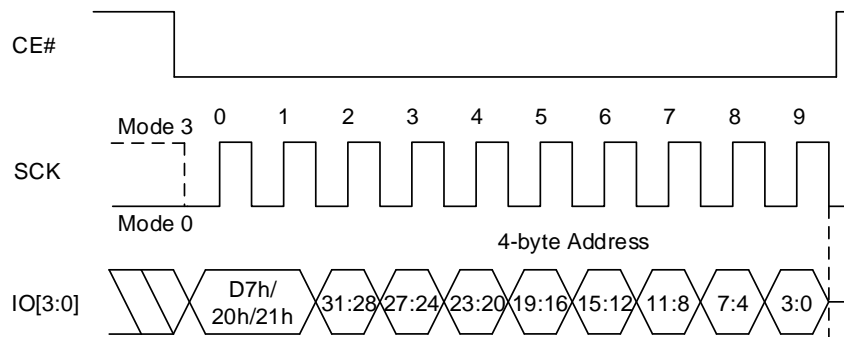 CE#
0 1 2 3 4 5 6 7 8 9
Mode 3
SCK
Mode 0
4-byte Address
IO[3:0]
D7h/
20h/21h
31:28 27:24 23:20 19:16 15:12 11:8 7:4 3:0